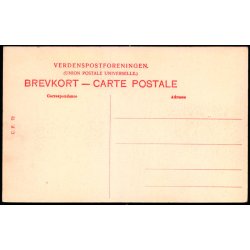 VERDENSPOSTFORENINGEN.
(UNION POSTALE UNIVERSELLE.)
BREVKORT — CARTE POSTALE
Correspondance. Adresse.